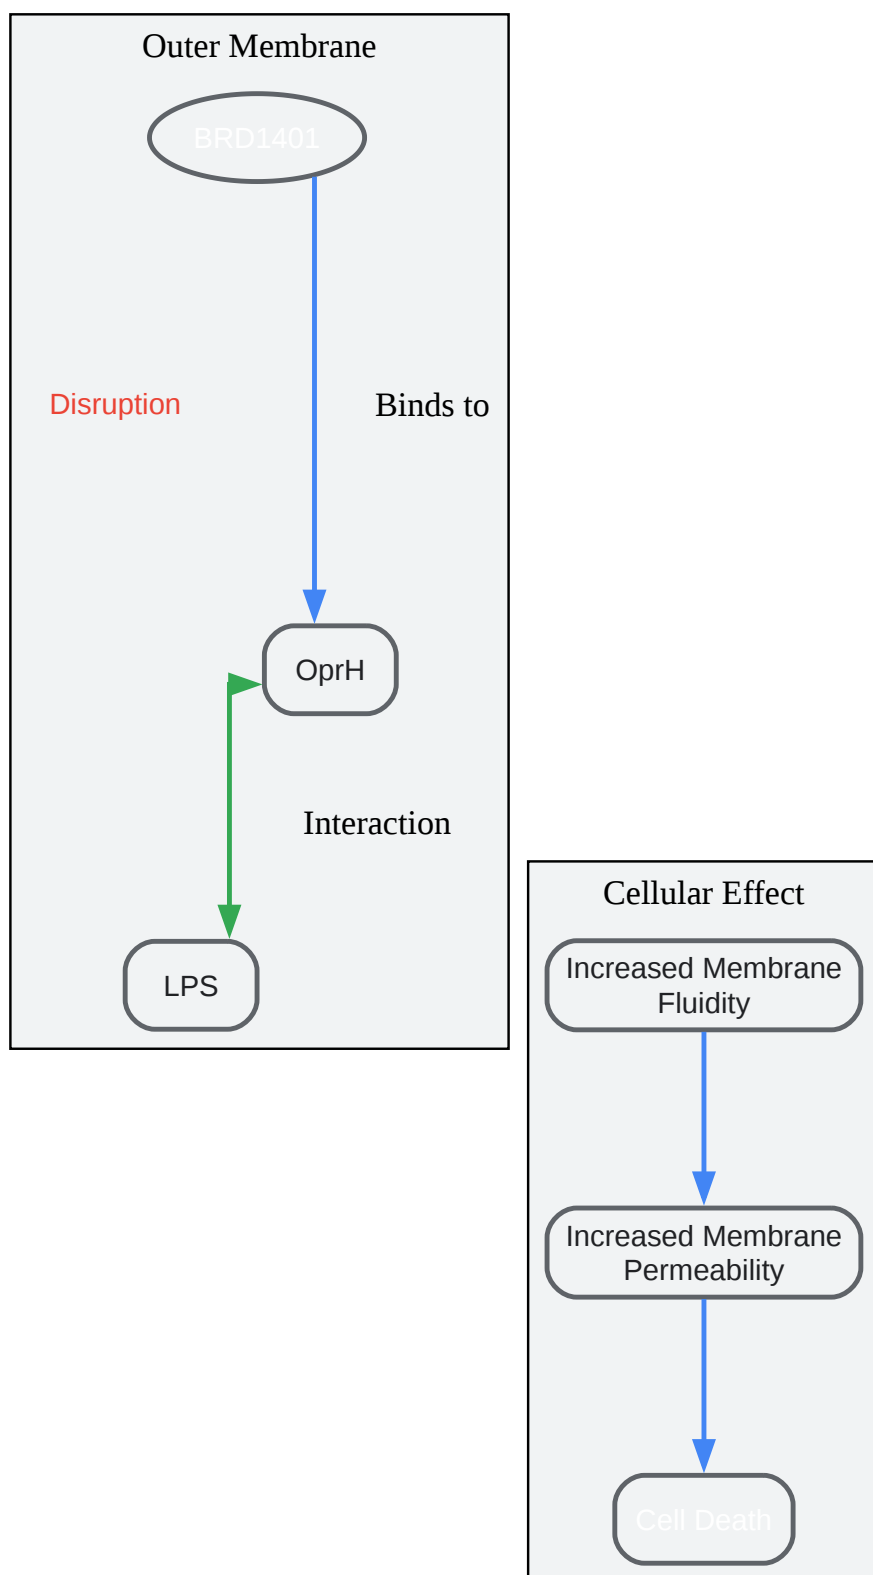 Outer Membrane
BRD1401
Disruption
Binds to
OprH
Interaction
LPS
Cellular Effect
Increased Membrane
Fluidity
Increased Membrane
Permeability
Cell Death